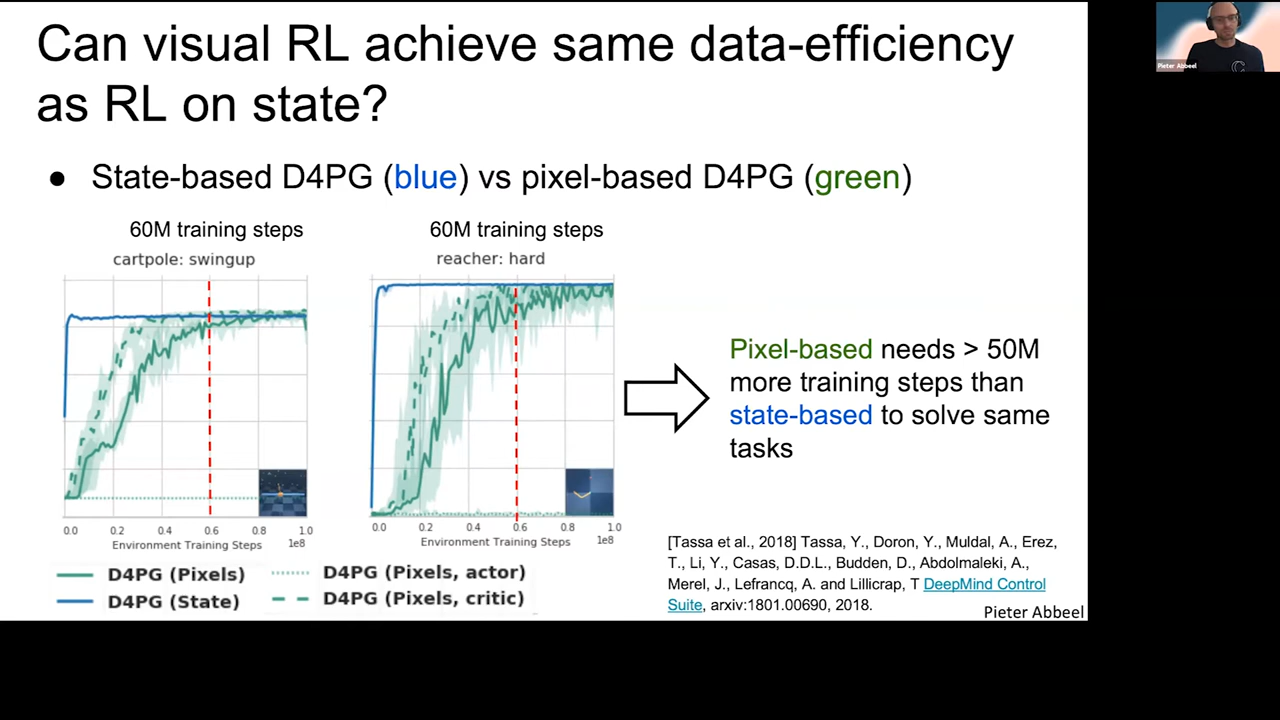 Can visual RL achieve same data-efficiency
as RL on state?
● State-based D4PG (blue) vs pixel-based D4PG (green)
60M training steps
cartpole: swingup
0.0 0.2 0.4 0.6 0.8 1.0
1e8
Environment Training Steps
60M training steps
reacher: hard
0.0 0.2 0.4 0.6 0.8 1.0
1e8
Environment Training Steps
D4PG (Pixels)
D4PG (State)
D4PG (Pixels, actor)
D4PG (Pixels, critic)
Pixel-based needs > 50M
more training steps than
state-based to solve same
tasks
[Tassa et al., 2018] Tassa, Y., Doron, Y., Muldal, A., Erez,
T., Li, Y., Casas, D.D.L., Budden, D., Abdolmaleki, A.,
Merel, J., Lefrancq, A. and Lillicrap, T DeepMind Control
Suite, arxiv:1801.00690, 2018.
Pieter Abbeel
Pieter Abbeel